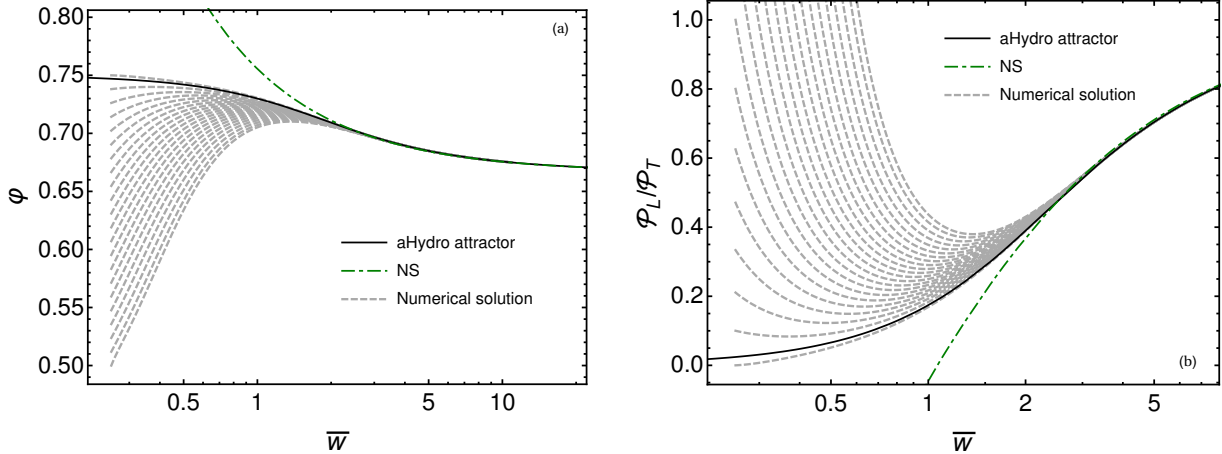 0.80
(a)
0.75
0.70
0.65
φ
aHydro attractor
0.60
NS
Numerical solution
0.55
0.50
0.5 1 5 10
w̅
1.0
aHydro attractor
NS
0.8
Numerical solution
0.6
𝒫L/𝒫T
0.4
0.2
0.0
(b)
0.5 1 2 5
w̅